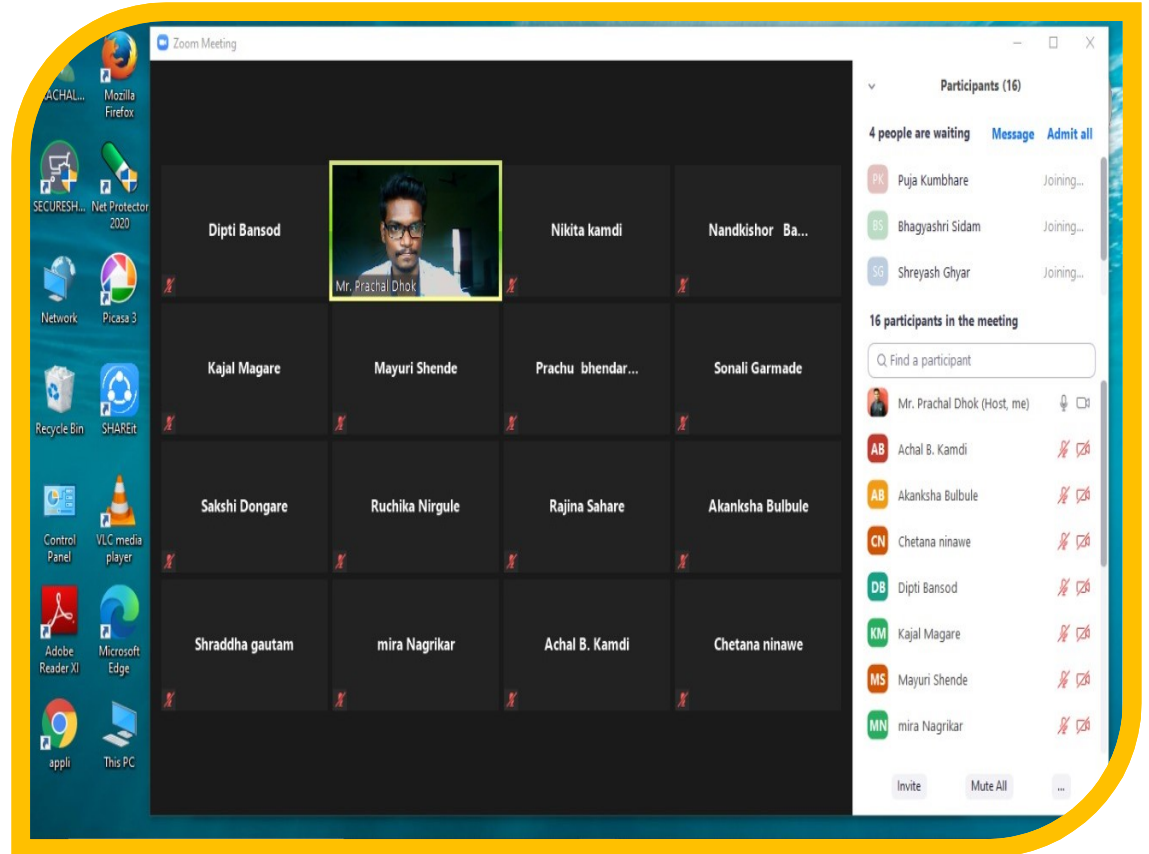 ACHAL...
Mozilla
Firefox
SECURESH...
Net Protector
2020
Network
Picasa 3
Recycle Bin
SHAREit
Control
Panel
VLC media
player
Adobe
Reader XI
Microsoft
Edge
appli
This PC
Zoom Meeting
Dipti Bansod
Mr. Prachal Dhok
Nikita kamdi
Nandkishor Ba...
Kajal Magare
Mayuri Shende
Prachu bhendar...
Sonali Garmade
Sakshi Dongare
Ruchika Nirgule
Rajina Sahare
Akanksha Bulbule
Shraddha gautam
mira Nagrikar
Achal B. Kamdi
Chetana ninawe
Participants (16)
4 people are waiting Message Admit all
PK Puja Kumbhare Joining...
BS Bhagyashri Sidam Joining...
SG Shreyash Ghyar Joining...
16 participants in the meeting
Find a participant
Mr. Prachal Dhok (Host, me)
AB Achal B. Kamdi
AB Akanksha Bulbule
CN Chetana ninawe
DB Dipti Bansod
KM Kajal Magare
MS Mayuri Shende
MN mira Nagrikar
Invite Mute All ...